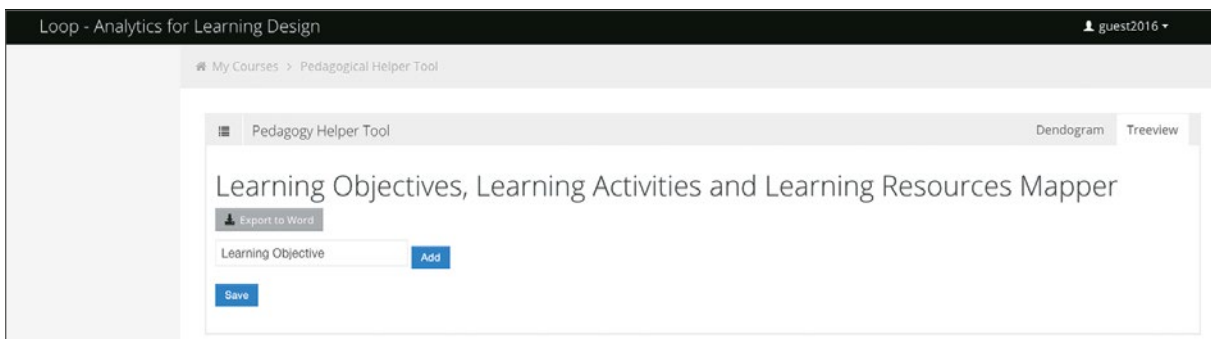 Loop - Analytics for Learning Design guest2016
My Courses > Pedagogical Helper Tool
Pedagogy Helper Tool Dendogram Treeview
Learning Objectives, Learning Activities and Learning Resources Mapper
Export to Word
Learning Objective Add
Save